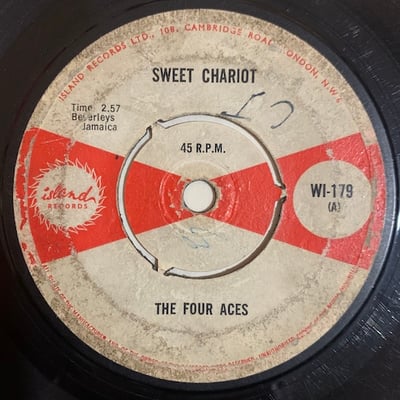 ISLAND RECORDS LTD., 108, CAMBRIDGE ROAD, LONDON, N.W.6
SWEET CHARIOT
Time 2.57
Beverleys
Jamaica
45 R.P.M.
island
RECORDS
WI-179
(A)
THE FOUR ACES